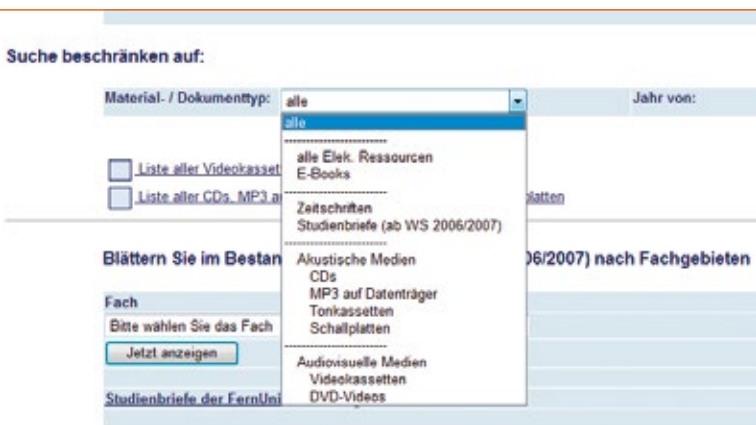 Suche beschränken auf:
Material- / Dokumenttyp: alle Jahr von:
alle
------------------------
alle Elek. Ressourcen
E-Books
------------------------
Zeitschriften
Studienbriefe (ab WS 2006/2007)
------------------------
Akustische Medien
CDs
MP3 auf Datenträger
Tonkassetten
Schallplatten
------------------------
Audiovisuelle Medien
Videokassetten
DVD-Videos
Liste aller Videokasset
Liste aller CDs, MP3 a platten
Blättern Sie im Bestan 06/2007) nach Fachgebieten
Fach
Bitte wählen Sie das Fach
Jetzt anzeigen
Studienbriefe der FernUni